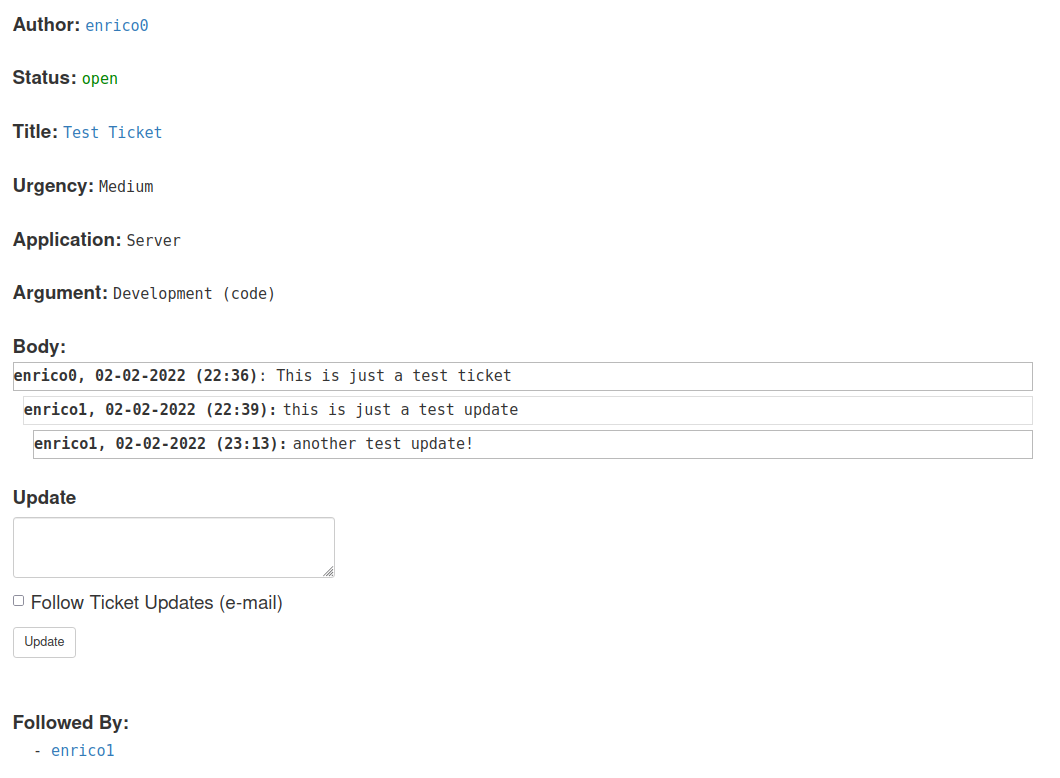 Author: enrico0
Status: open
Title: Test Ticket
Urgency: Medium
Application: Server
Argument: Development (code)
Body:
enrico0, 02-02-2022 (22:36): This is just a test ticket
enrico1, 02-02-2022 (22:39): this is just a test update
enrico1, 02-02-2022 (23:13): another test update!
Update
Follow Ticket Updates (e-mail)
Update
Followed By:
- enrico1